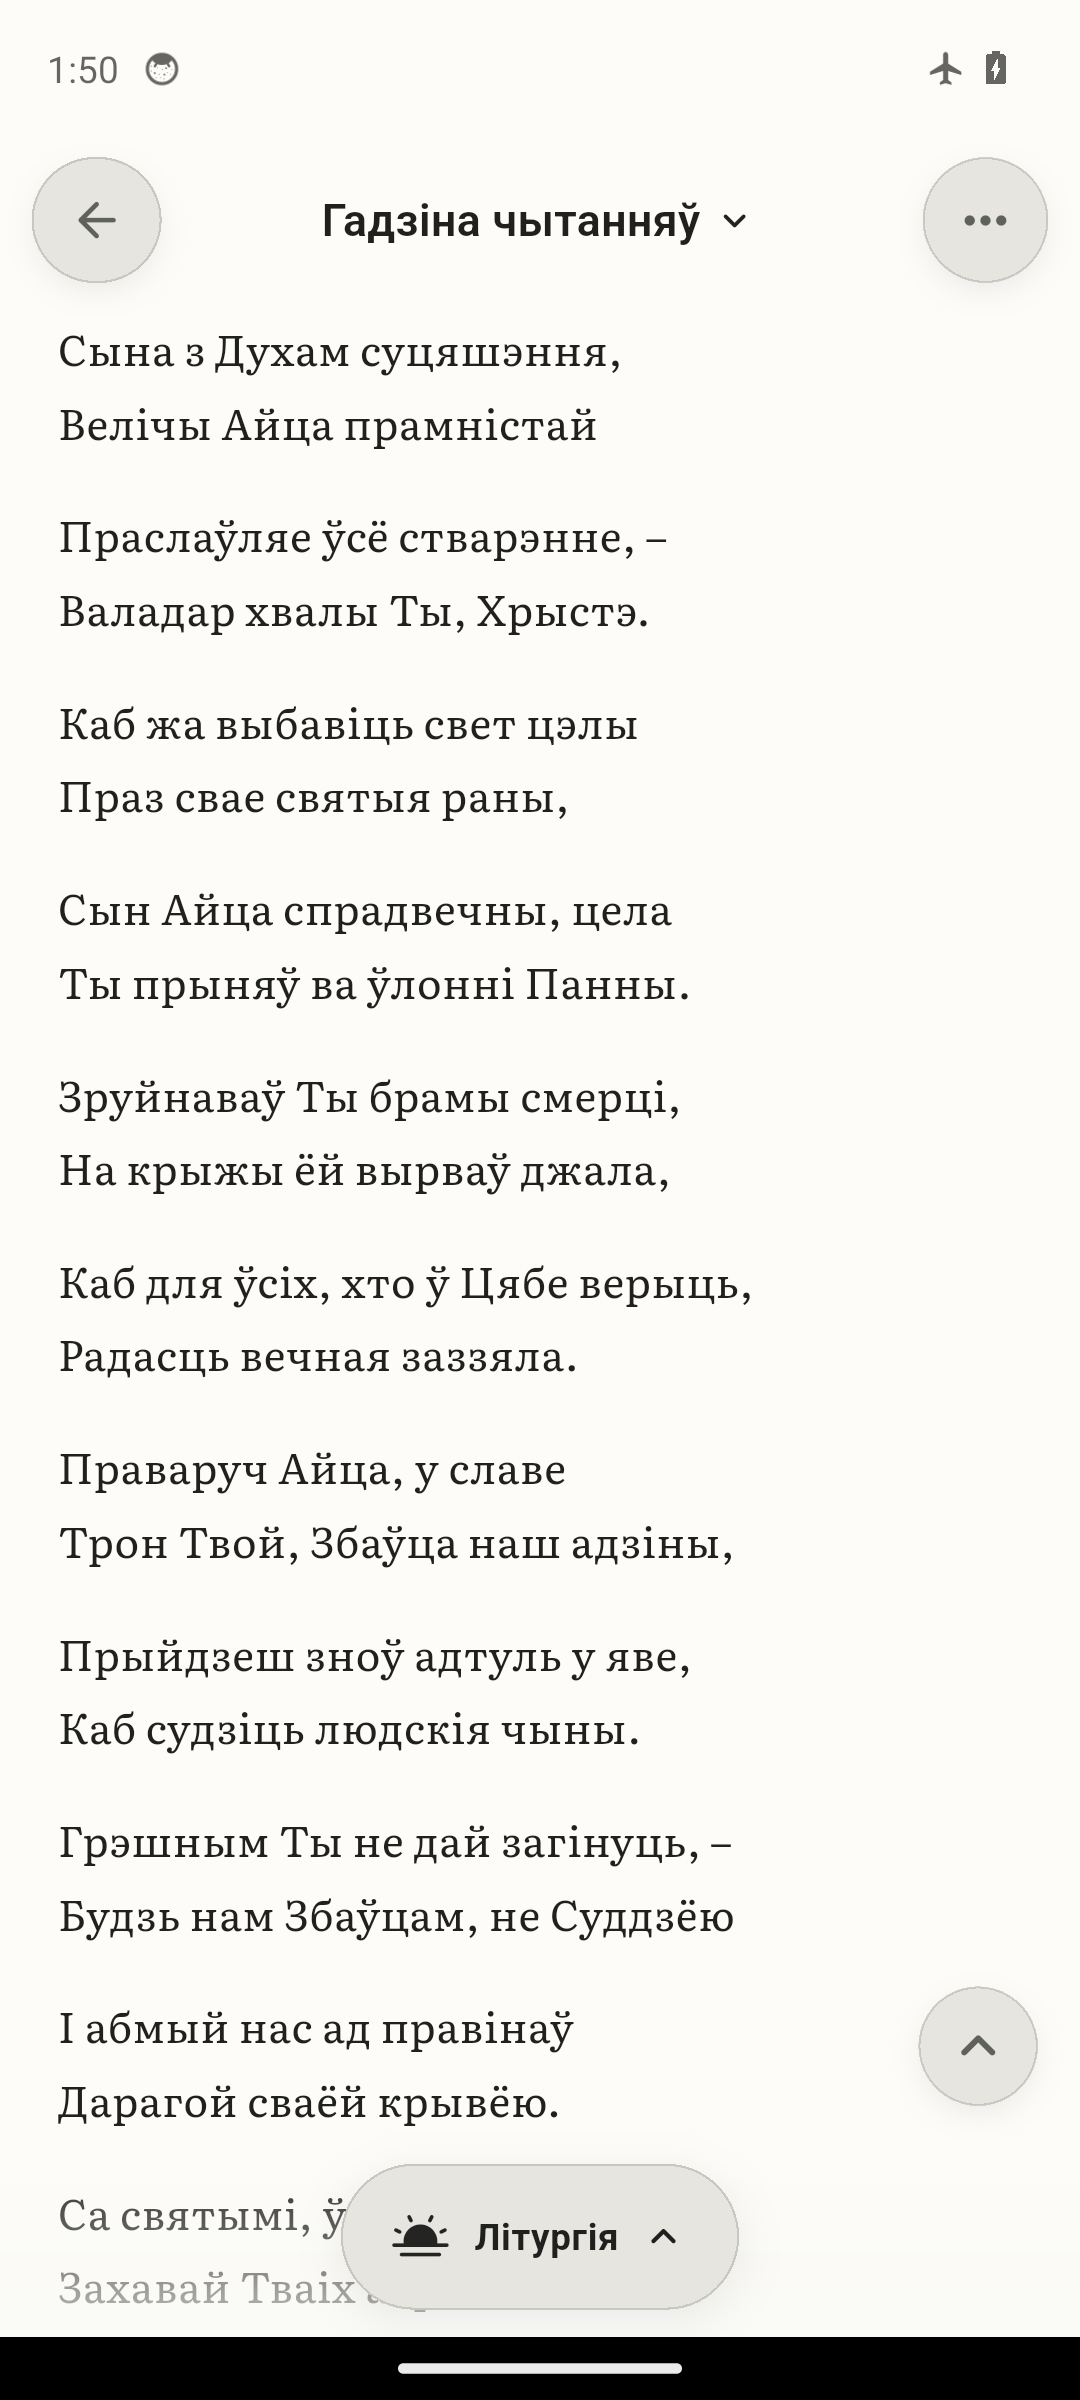 1:50
Гадзіна чытанняў
Сына з Духам суцяшэння,
Велічы Айца прамністай
Праслаўляе ўсё стварэнне, –
Валадар хвалы Ты, Хрыстэ.
Каб жа выбавіць свет цэлы
Праз свае святыя раны,
Сын Айца спрадвечны, цела
Ты прыняў ва ўлонні Панны.
Зруйнаваў Ты брамы смерці,
На крыжы ёй вырваў джала,
Каб для ўсіх, хто ў Цябе верыць,
Радасць вечная заззяла.
Праваруч Айца, у славе
Трон Твой, Збаўца наш адзіны,
Прыйдзеш зноў адтуль у яве,
Каб судзіць людскія чыны.
Грэшным Ты не дай загінуць, –
Будзь нам Збаўцам, не Суддзёю
І абмый нас ад правінаў
Дарагой сваёй крывёю.
Са святымі,
Захавай Тваіх
Літургія